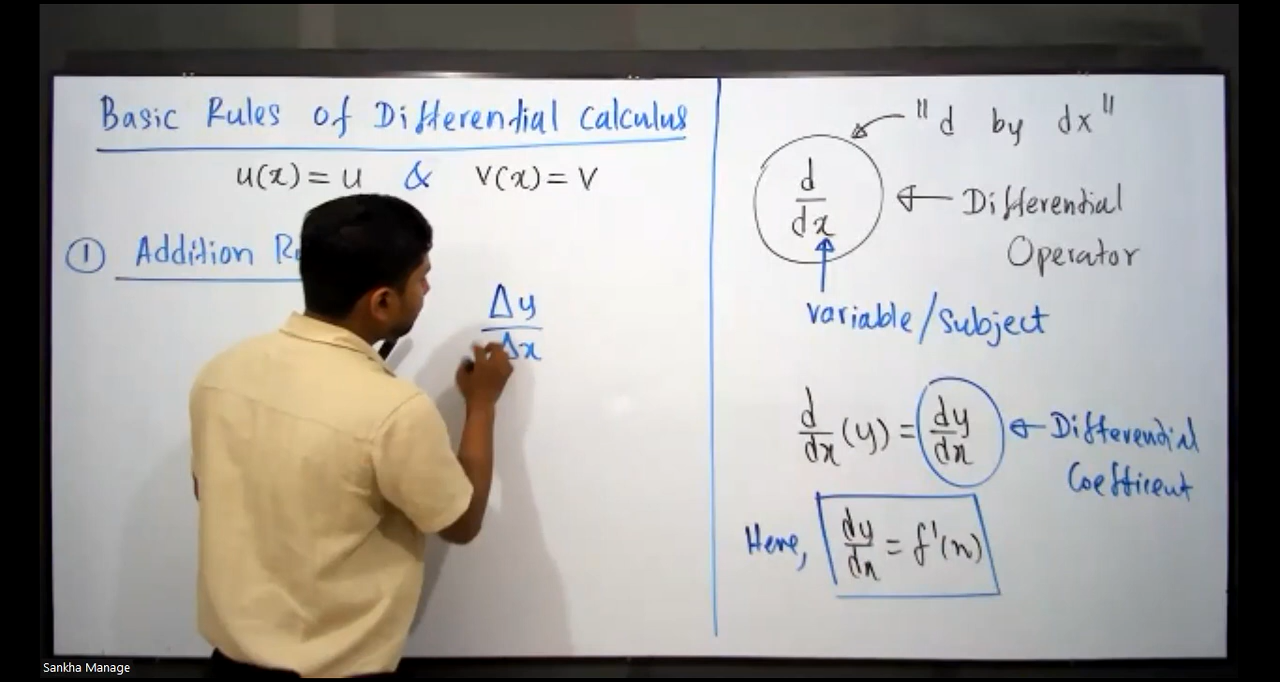 Basic Rules of Differential Calculus
u(x) = u & v(x) = v
① Addition
Δy
Δx
"d by dx"
d
dx
Differential
Operator
variable/subject
d/dx (y) = dy/dx
Differential
Coefficient
Here, dy/dx = f'(x)
Sankha Manage